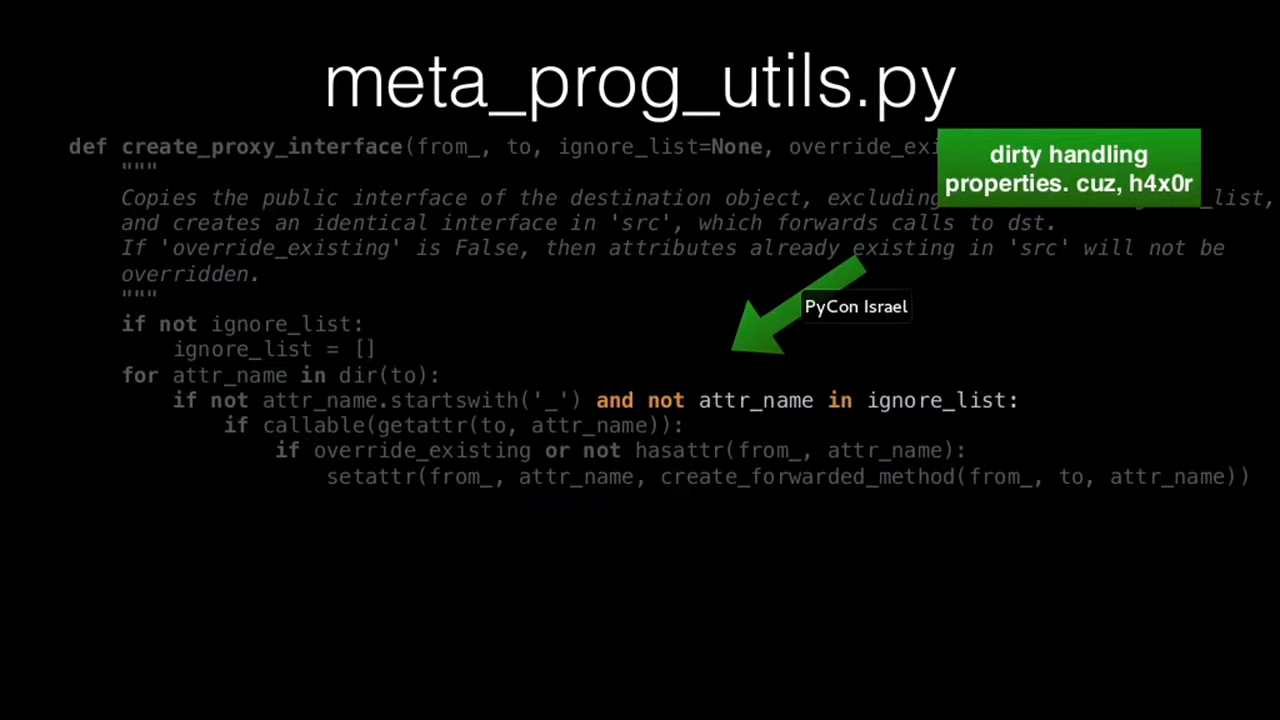 meta_prog_utils.py
def create_proxy_interface(from_, to, ignore_list=None,
dirty handling
properties. cuz, h4x0r
"""
Copies the public interface of the destination object, excluding
and creates an identical interface in 'src', which forwards calls to dst.
If 'override_existing' is False, then attributes already existing in 'src' will not be
overridden.
"""
PyCon Israel
if not ignore_list:
ignore_list = []
for attr_name in dir(to):
if not attr_name.startswith('_') and not attr_name in ignore_list:
if callable(getattr(to, attr_name)):
if override_existing or not hasattr(from_, attr_name):
setattr(from_, attr_name, create_forwarded_method(from_, to, attr_name))